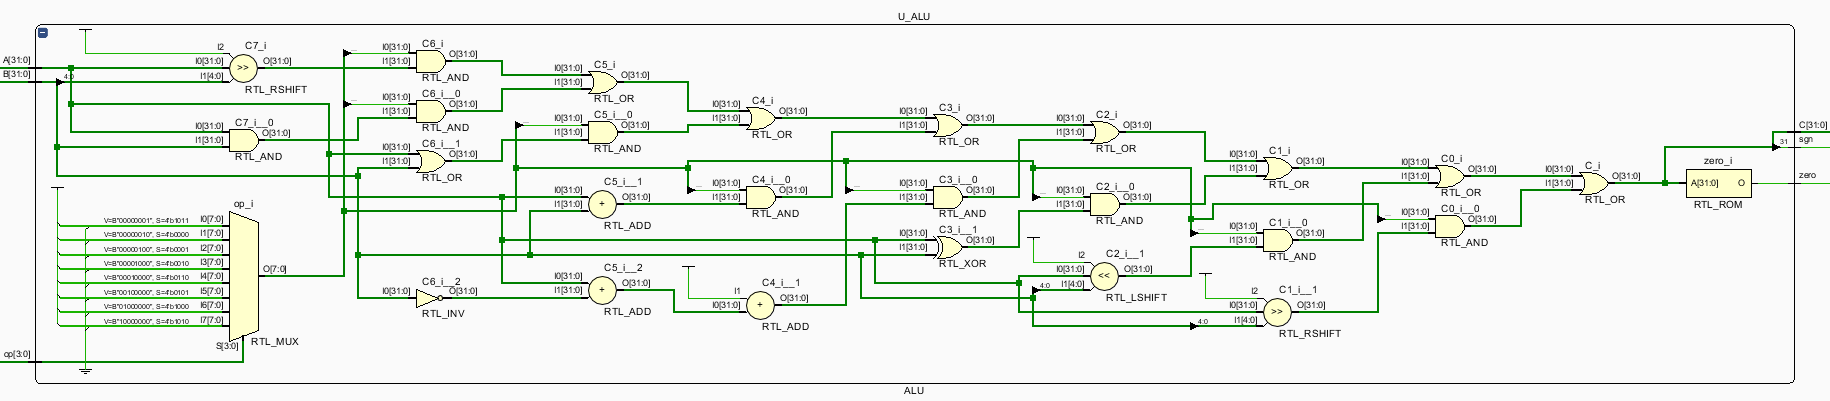 U_ALU
A[31:0]
B[31:0]
4:0
I2
I0[31:0]
I1[4:0]
C7_i
>>
O[31:0]
RTL_RSHIFT
I0[31:0]
I1[31:0]
C7_i__0
O[31:0]
RTL_AND
I0[31:0]
I1[31:0]
C6_i
O[31:0]
RTL_AND
I0[31:0]
I1[31:0]
C6_i__0
O[31:0]
RTL_AND
I0[31:0]
I1[31:0]
C6_i__1
O[31:0]
RTL_OR
I0[31:0]
C6_i__2
O[31:0]
RTL_INV
op_i
V=B"00000001", S=4'b1011
I0[7:0]
V=B"00000010", S=4'b0000
I1[7:0]
V=B"00000100", S=4'b0001
I2[7:0]
V=B"00001000", S=4'b0010
I3[7:0]
V=B"00010000", S=4'b0110
I4[7:0]
V=B"00100000", S=4'b0101
I5[7:0]
V=B"01000000", S=4'b1000
I6[7:0]
V=B"10000000", S=4'b1010
I7[7:0]
O[7:0]
S[3:0]
RTL_MUX
op[3:0]
I0[31:0]
I1[31:0]
C5_i
O[31:0]
RTL_OR
I0[31:0]
I1[31:0]
C5_i__0
O[31:0]
RTL_AND
I0[31:0]
I1[31:0]
C5_i__1
+
O[31:0]
RTL_ADD
I0[31:0]
I1[31:0]
C5_i__2
+
O[31:0]
RTL_ADD
I0[31:0]
I1[31:0]
C4_i
O[31:0]
RTL_OR
I0[31:0]
I1[31:0]
C4_i__0
O[31:0]
RTL_AND
I1
I0[31:0]
C4_i__1
+
O[31:0]
RTL_ADD
I0[31:0]
I1[31:0]
C3_i
O[31:0]
RTL_OR
I0[31:0]
I1[31:0]
C3_i__0
O[31:0]
RTL_AND
I0[31:0]
I1[31:0]
C3_i__1
O[31:0]
RTL_XOR
I0[31:0]
I1[31:0]
C2_i
O[31:0]
RTL_OR
I0[31:0]
I1[31:0]
C2_i__0
O[31:0]
RTL_AND
I2
I0[31:0]
4:0
I1[4:0]
C2_i__1
<<
O[31:0]
RTL_LSHIFT
I0[31:0]
I1[31:0]
C1_i
O[31:0]
RTL_OR
I0[31:0]
I1[31:0]
C1_i__0
O[31:0]
RTL_AND
I2
I0[31:0]
4:0
I1[4:0]
C1_i__1
>>
O[31:0]
RTL_RSHIFT
I0[31:0]
I1[31:0]
C0_i
O[31:0]
RTL_OR
I0[31:0]
I1[31:0]
C0_i__0
O[31:0]
RTL_AND
I0[31:0]
I1[31:0]
C_i
O[31:0]
RTL_OR
zero_i
A[31:0]
O
RTL_ROM
C[31:0]
31
sgn
zero
ALU